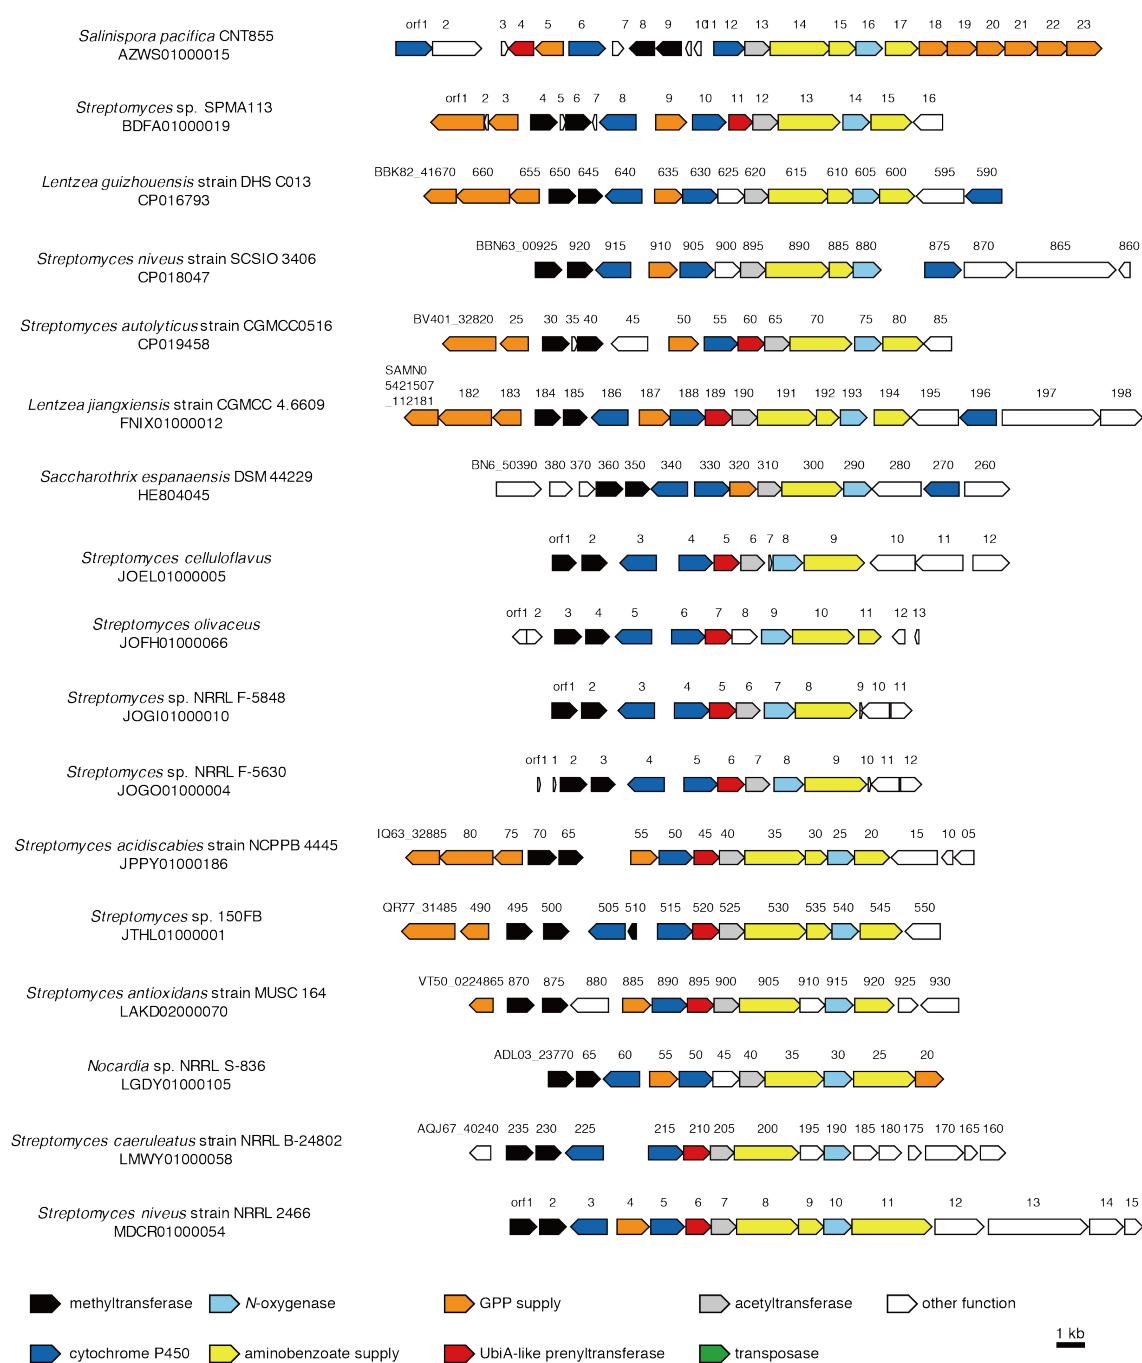 orf1 2 3 4 5 6 7 8 9 10 11 12 13 14 15 16 17 18 19 20 21 22 23
Salinispora pacifica CNT855
AZWS01000015
orf1 2 3 4 5 6 7 8 9 10 11 12 13 14 15 16
Streptomyces sp. SPMA113
BDFA01000019
BBK82_41670 660 655 650 645 640 635 630 625 620 615 610 605 600 595 590
Lentzea guizhouensis strain DHS C013
CP016793
BBN63_00925 920 915 910 905 900 895 890 885 880 875 870 865 860
Streptomyces niveus strain SCSIO 3406
CP018047
BV401_32820 25 30 35 40 45 50 55 60 65 70 75 80 85
Streptomyces autolyticus strain CGMCC0516
CP019458
SAMN0
5421507
_112181 182 183 184 185 186 187 188 189 190 191 192 193 194 195 196 197 198
Lentzea jiangxiensis strain CGMCC 4.6609
FNIX01000012
BN6_50390 380 370 360 350 340 330 320 310 300 290 280 270 260
Saccharothrix espanaensis DSM 44229
HE804045
orf1 2 3 4 5 6 7 8 9 10 11 12
Streptomyces celluloflavus
JOEL01000005
orf1 2 3 4 5 6 7 8 9 10 11 12 13
Streptomyces olivaceus
JOFH01000066
orf1 2 3 4 5 6 7 8 9 10 11
Streptomyces sp. NRRL F-5848
JOGI01000010
orf1 1 2 3 4 5 6 7 8 9 10 11 12
Streptomyces sp. NRRL F-5630
JOGO01000004
IQ63_32885 80 75 70 65 55 50 45 40 35 30 25 20 15 10 05
Streptomyces acidiscabies strain NCPPB 4445
JPPY01000186
QR77_31485 490 495 500 505 510 515 520 525 530 535 540 545 550
Streptomyces sp. 150FB
JTHL01000001
VT50_0224865 870 875 880 885 890 895 900 905 910 915 920 925 930
Streptomyces antioxidans strain MUSC 164
LAKD02000070
ADL03_23770 65 60 55 50 45 40 35 30 25 20
Nocardia sp. NRRL S-836
LGDY01000105
AQJ67_40240 235 230 225 215 210 205 200 195 190 185 180 175 170 165 160
Streptomyces caeruleatus strain NRRL B-24802
LMWY01000058
orf1 2 3 4 5 6 7 8 9 10 11 12 13 14 15
Streptomyces niveus strain NRRL 2466
MDCR01000054
methyltransferase N-oxygenase GPP supply acetyltransferase other function
1 kb
cytochrome P450 aminobenzoate supply UbiA-like prenyltransferase transposase